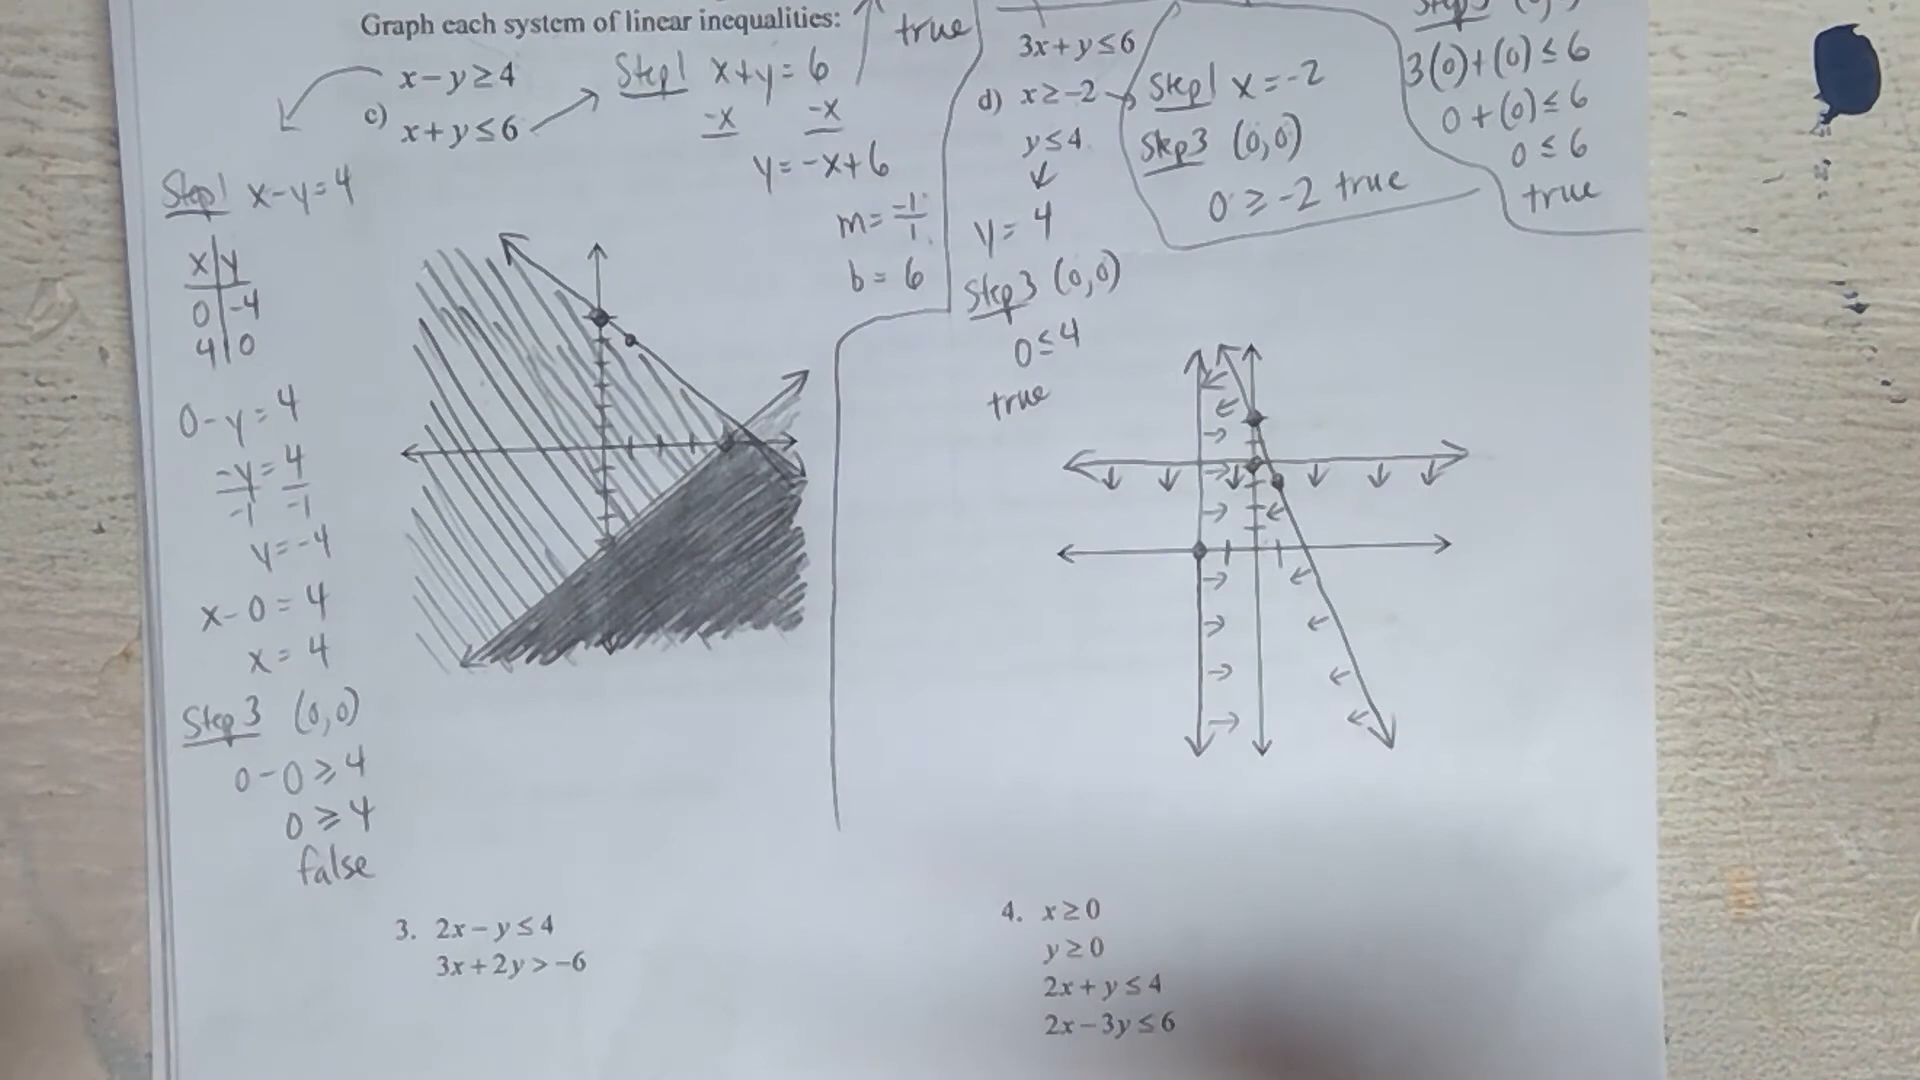 Graph each system of linear inequalities:
true
c) x − y ≥ 4
x + y ≤ 6
Step 1 x + y = 6
-x -x
y = -x + 6
m = -1/1
b = 6
Step 1 x - y = 4
x | y
0 | -4
4 | 0
0 - y = 4
-y = 4
-1 -1
y = -4
x - 0 = 4
x = 4
Step 3 (0,0)
0 - 0 ≥ 4
0 ≥ 4
false
3x + y ≤ 6
d) x ≥ −2
y ≤ 4
Step 1 x = -2
Step 3 (0,0)
0 ≥ -2 true
3(0)+(0) ≤ 6
0 + (0) ≤ 6
0 ≤ 6
true
y = 4
Step 3 (0,0)
0 ≤ 4
true
3. 2x − y ≤ 4
3x + 2y > −6
4. x ≥ 0
y ≥ 0
2x + y ≤ 4
2x − 3y ≤ 6